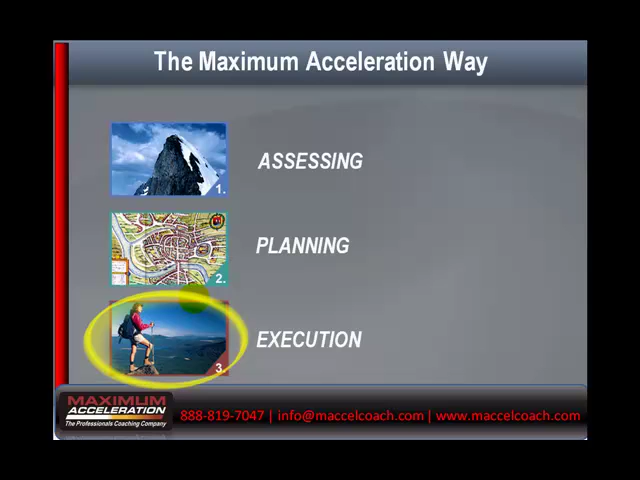 The Maximum Acceleration Way
1.
ASSESSING
2.
PLANNING
3.
EXECUTION
MAXIMUM
ACCELERATION
The Professionals Coaching Company
888-819-7047 | info@maccelcoach.com | www.maccelcoach.com